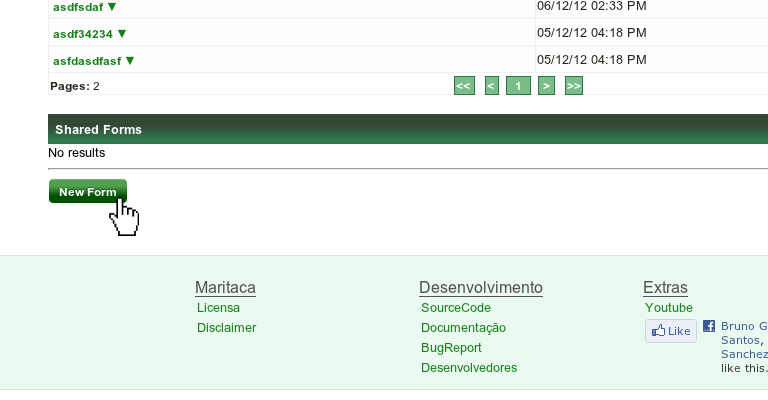 asdfsdaf ▼ 06/12/12 02:33 PM
asdf34234 ▼ 05/12/12 04:18 PM
asfdasdfasf ▼ 05/12/12 04:18 PM
Pages: 2 << < 1 > >>
Shared Forms
No results
New Form
Maritaca Desenvolvimento Extras
Licensa SourceCode Youtube
Disclaimer Documentação Like Bruno G
BugReport Santos,
Sanchez
Desenvolvedores like this.